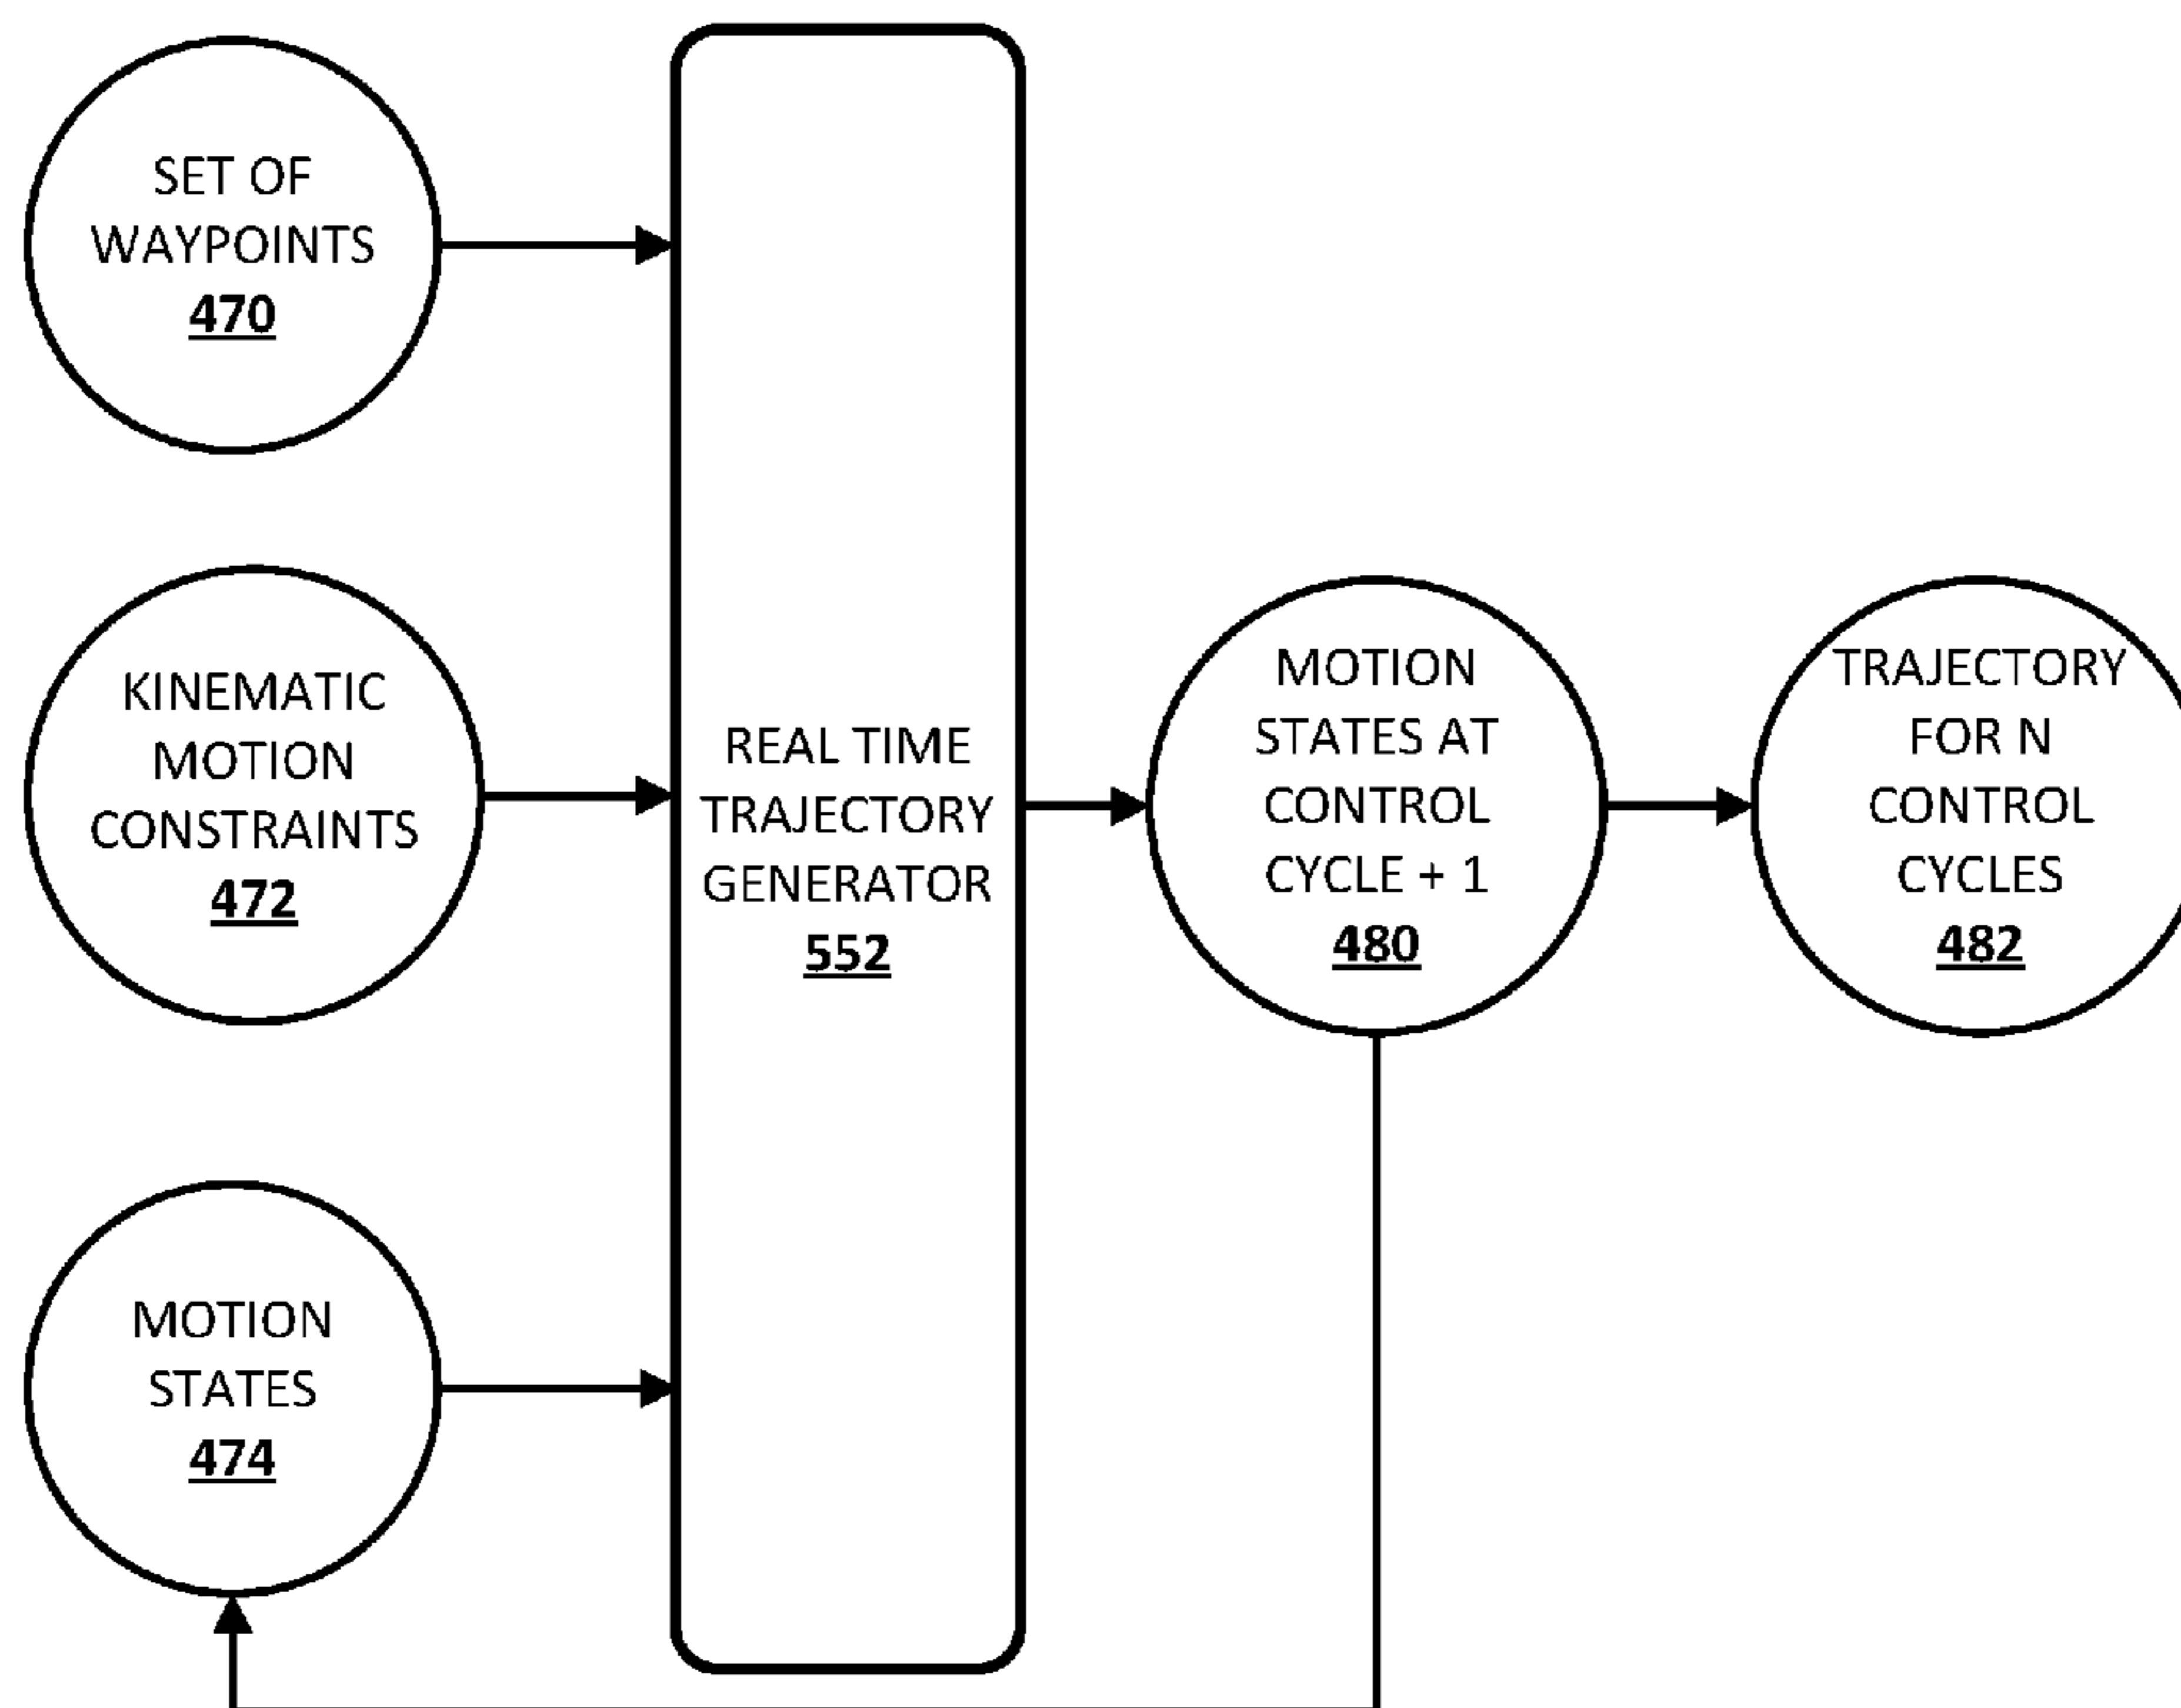 SET OF
WAYPOINTS
470
KINEMATIC
MOTION
CONSTRAINTS
472
MOTION
STATES
474
REAL TIME
TRAJECTORY
GENERATOR
552
MOTION
STATES AT
CONTROL
CYCLE + 1
480
TRAJECTORY
FOR N
CONTROL
CYCLES
482